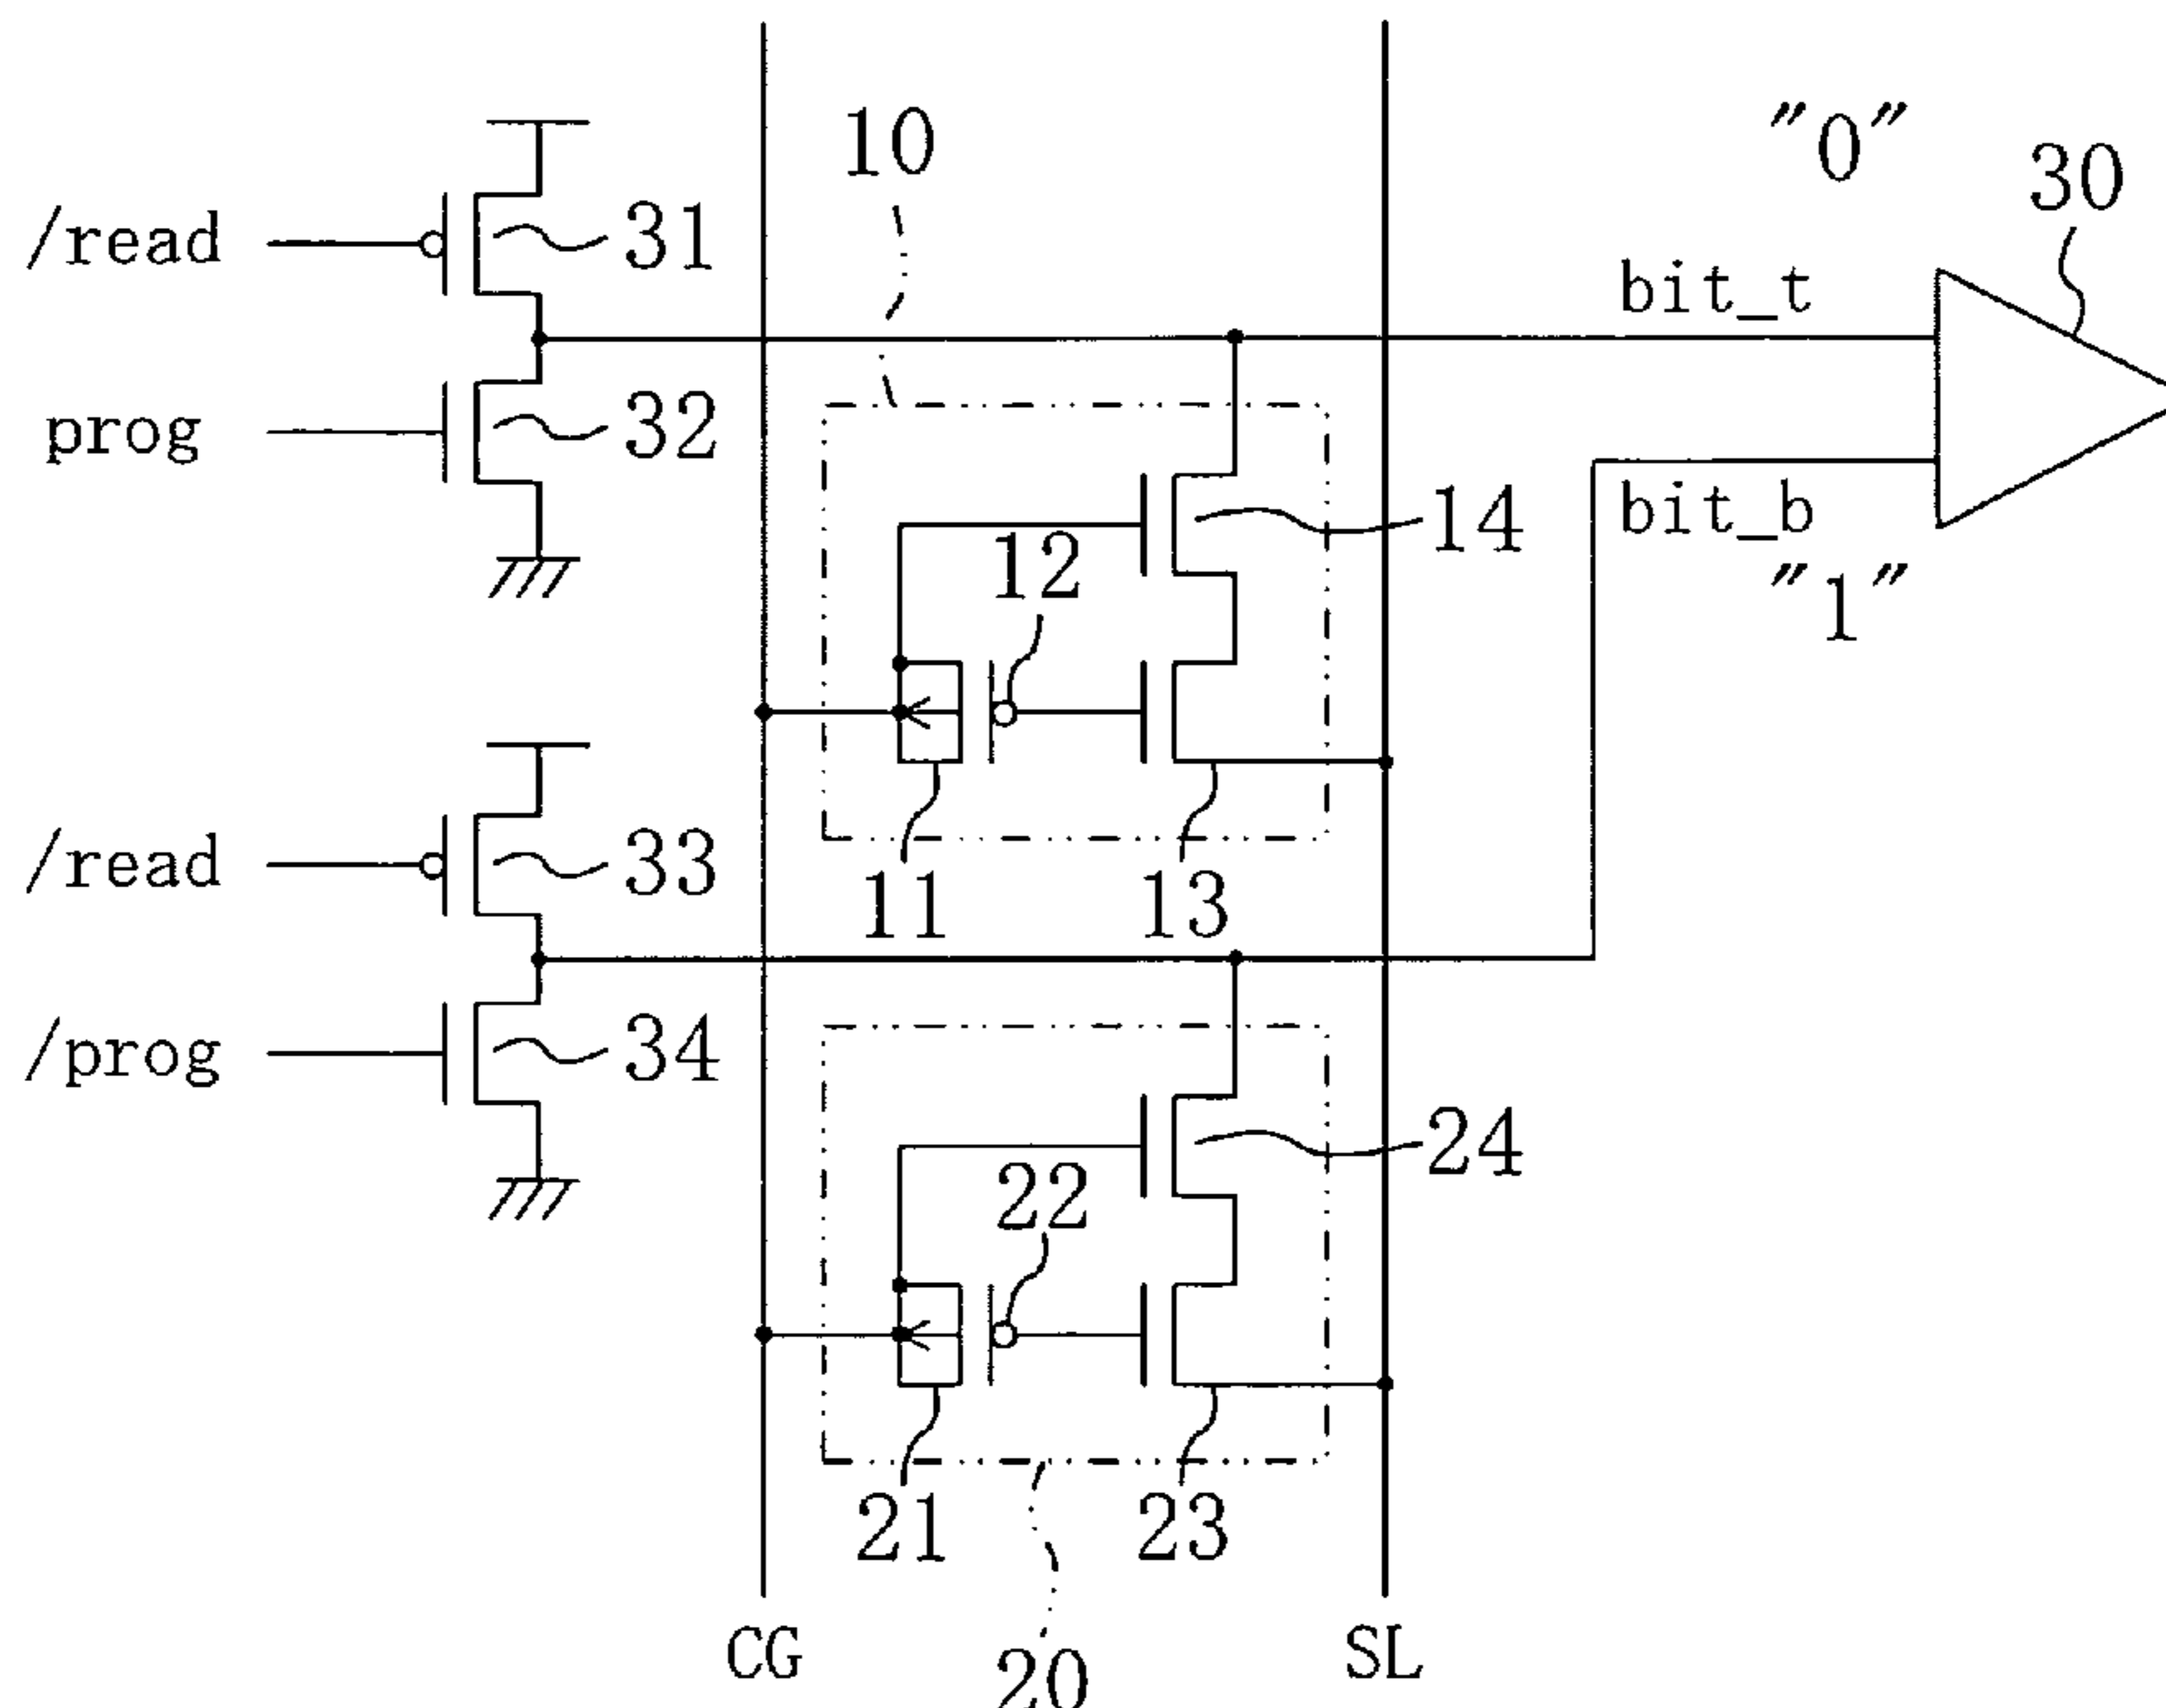 10
"0"
30
/read
31
bit_t
prog
32
14
bit_b
12
"1"
/read
33
11
13
/prog
34
24
22
21
23
CG
SL
20